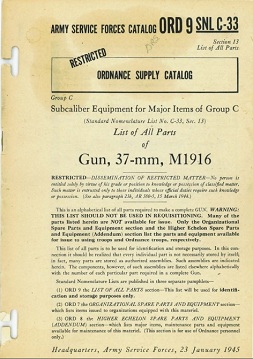 ARMY SERVICE FORCES CATALOG ORD 9 SNL C-33
Section 13
List of All Parts
RESTRICTED
ORDNANCE SUPPLY CATALOG
Group C
Subcaliber Equipment for Major Items of Group C
(Standard Nomenclature List No. C-33, Sec. 13)
List of All Parts
of
Gun, 37-mm, M1916
RESTRICTED—DISSEMINATION OF RESTRICTED MATTER—No person is
entitled solely by virtue of his grade or position to knowledge or possession of classified matter.
Such matter is entrusted only to those individuals whose official duties require such knowledge
or possession. (See also paragraph 23b, AR 380-5, 15 March 1944.)
This is an alphabetical list of all parts required to make a complete GUN. WARNING:
THIS LIST SHOULD NOT BE USED IN REQUISITIONING. Many of the
parts listed herein are NOT available for issue. Only the Organizational
Spare Parts and Equipment section and the Higher Echelon Spare Parts
and Equipment (Addendum) section list the parts and equipment available
for issue to using troops and Ordnance troops, respectively.
This list of all parts is to be used for identification and storage purposes. In this con-
nection it should be realized that every individual part is not necessarily stored by itself;
in fact, many parts are stored as authorized assemblies. Such assemblies are indicated
herein. The components, however, of such assemblies are listed elsewhere alphabetically
with the number of each particular part required in a complete Gun.
Standard Nomenclature Lists are published in three separate pamphlets:
(1) ORD 9 the LIST OF ALL PARTS section—This list will be used for identifi-
cation and storage purposes only.
(2) ORD 7 the ORGANIZATIONAL SPARE PARTS AND EQUIPMENT section—
which lists items issued to organizations equipped with this materiel.
(3) ORD 8 the HIGHER ECHELON SPARE PARTS AND EQUIPMENT
(ADDENDUM) section—which lists major items, maintenance parts and equipment
available for maintenance of this materiel. (This section is for use of Ordnance personnel
only.)
Headquarters, Army Service Forces, 23 January 1945